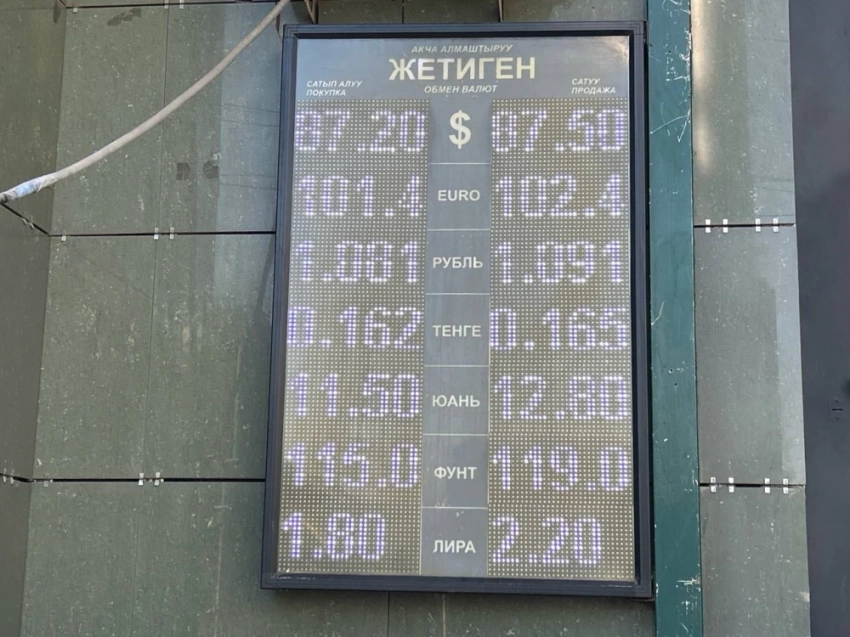 АКЧА АЛМАШТЫРУУ
ЖЕТИГЕН
ОБМЕН ВАЛЮТ
САТЫП АЛУУ
ПОКУПКА
САТУУ
ПРОДАЖА
87.20 $ 87.50
101.4 EURO 102.4
1.081 РУБЛЬ 1.091
0.162 ТЕНГЕ 0.165
11.50 ЮАНЬ 12.80
115.0 ФУНТ 119.0
1.80 ЛИРА 2.20